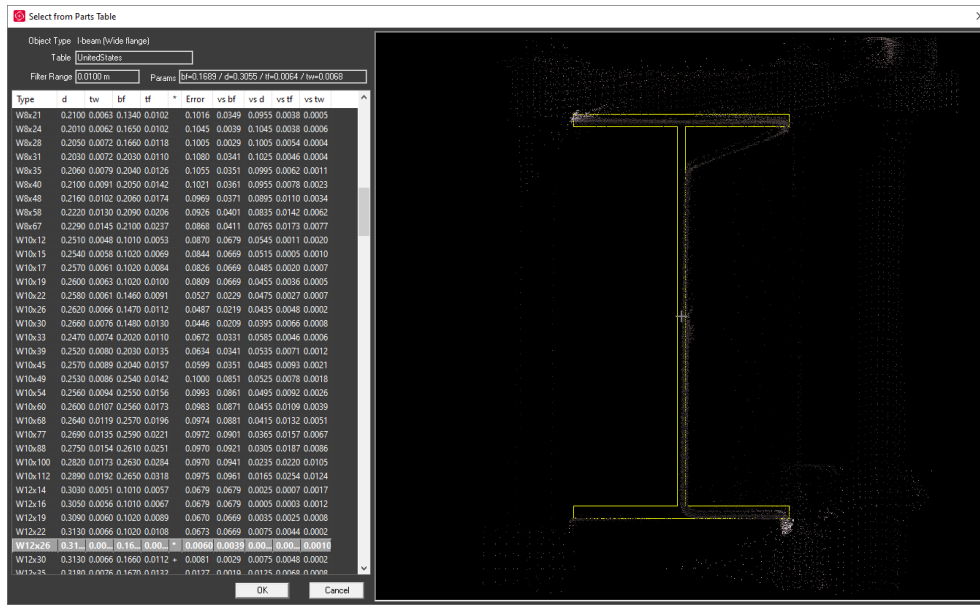 Select from Parts Table
Object Type I-beam (Wide flange)
Table UnitedStates
Filter Range 0.0100 m Params bf=0.1689 / d=0.3055 / tf=0.0064 / tw=0.0068
Type d tw bf tf * Error vs bf vs d vs tf vs tw
W8x21 0.2100 0.0063 0.1340 0.0102 0.1016 0.0349 0.0955 0.0038 0.0005
W8x24 0.2010 0.0062 0.1650 0.0102 0.1045 0.0039 0.1045 0.0038 0.0006
W8x28 0.2050 0.0072 0.1660 0.0118 0.1005 0.0029 0.1005 0.0054 0.0004
W8x31 0.2030 0.0072 0.2030 0.0110 0.1080 0.0341 0.1025 0.0046 0.0004
W8x35 0.2060 0.0079 0.2040 0.0126 0.1055 0.0351 0.0995 0.0062 0.0011
W8x40 0.2100 0.0091 0.2050 0.0142 0.1021 0.0361 0.0955 0.0078 0.0023
W8x48 0.2160 0.0102 0.2060 0.0174 0.0969 0.0371 0.0895 0.0110 0.0034
W8x58 0.2220 0.0130 0.2090 0.0206 0.0926 0.0401 0.0835 0.0142 0.0062
W8x67 0.2290 0.0145 0.2100 0.0237 0.0868 0.0411 0.0765 0.0173 0.0077
W10x12 0.2510 0.0048 0.1010 0.0053 0.0870 0.0679 0.0545 0.0011 0.0020
W10x15 0.2540 0.0058 0.1020 0.0069 0.0844 0.0669 0.0515 0.0005 0.0010
W10x17 0.2570 0.0061 0.1020 0.0084 0.0826 0.0669 0.0485 0.0020 0.0007
W10x19 0.2600 0.0063 0.1020 0.0100 0.0809 0.0669 0.0455 0.0036 0.0005
W10x22 0.2580 0.0061 0.1460 0.0091 0.0527 0.0229 0.0475 0.0027 0.0007
W10x26 0.2620 0.0066 0.1470 0.0112 0.0487 0.0219 0.0435 0.0048 0.0002
W10x30 0.2660 0.0076 0.1480 0.0130 0.0446 0.0209 0.0395 0.0066 0.0008
W10x33 0.2470 0.0074 0.2020 0.0110 0.0672 0.0331 0.0585 0.0046 0.0006
W10x39 0.2520 0.0080 0.2030 0.0135 0.0634 0.0341 0.0535 0.0071 0.0012
W10x45 0.2570 0.0089 0.2040 0.0157 0.0599 0.0351 0.0485 0.0093 0.0021
W10x49 0.2530 0.0086 0.2540 0.0142 0.1000 0.0851 0.0525 0.0078 0.0018
W10x54 0.2560 0.0094 0.2550 0.0156 0.0993 0.0861 0.0495 0.0092 0.0026
W10x60 0.2600 0.0107 0.2560 0.0173 0.0983 0.0871 0.0455 0.0109 0.0039
W10x68 0.2640 0.0119 0.2570 0.0196 0.0974 0.0881 0.0415 0.0132 0.0051
W10x77 0.2690 0.0135 0.2590 0.0221 0.0972 0.0901 0.0365 0.0157 0.0067
W10x88 0.2750 0.0154 0.2610 0.0251 0.0970 0.0921 0.0305 0.0187 0.0086
W10x100 0.2820 0.0173 0.2630 0.0284 0.0970 0.0941 0.0235 0.0220 0.0105
W10x112 0.2890 0.0192 0.2650 0.0318 0.0975 0.0961 0.0165 0.0254 0.0124
W12x14 0.3030 0.0051 0.1010 0.0057 0.0679 0.0679 0.0025 0.0007 0.0017
W12x16 0.3050 0.0056 0.1010 0.0067 0.0679 0.0679 0.0005 0.0003 0.0012
W12x19 0.3090 0.0060 0.1020 0.0089 0.0670 0.0669 0.0035 0.0025 0.0008
W12x22 0.3130 0.0066 0.1020 0.0108 0.0673 0.0669 0.0075 0.0044 0.0002
W12x26 0.31... 0.00... 0.16... 0.00... * 0.0060 0.0039 0.00... 0.00... 0.0010
W12x30 0.3130 0.0066 0.1660 0.0112 + 0.0081 0.0029 0.0075 0.0048 0.0002
W12x35 0.3180 0.0076 0.1670 0.0132 0.0127 0.0019 0.0125 0.0068 0.0008
OK Cancel